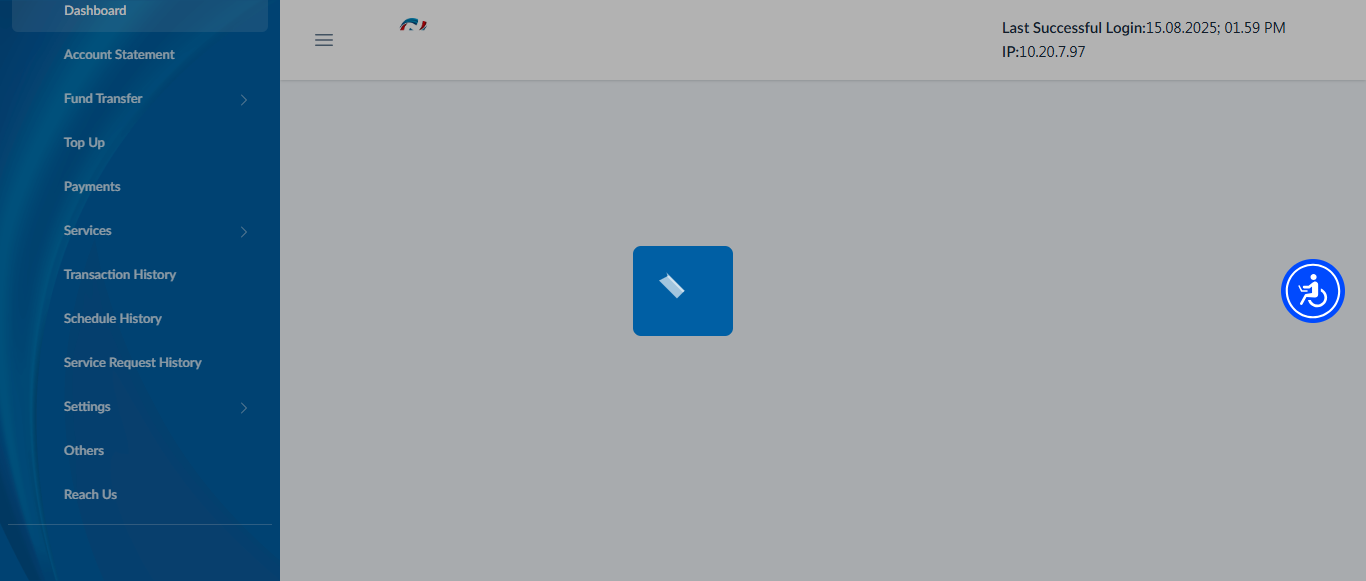 Dashboard
Account Statement
Fund Transfer
Top Up
Payments
Services
Transaction History
Schedule History
Service Request History
Settings
Others
Reach Us
Last Successful Login:15.08.2025; 01.59 PM
IP:10.20.7.97